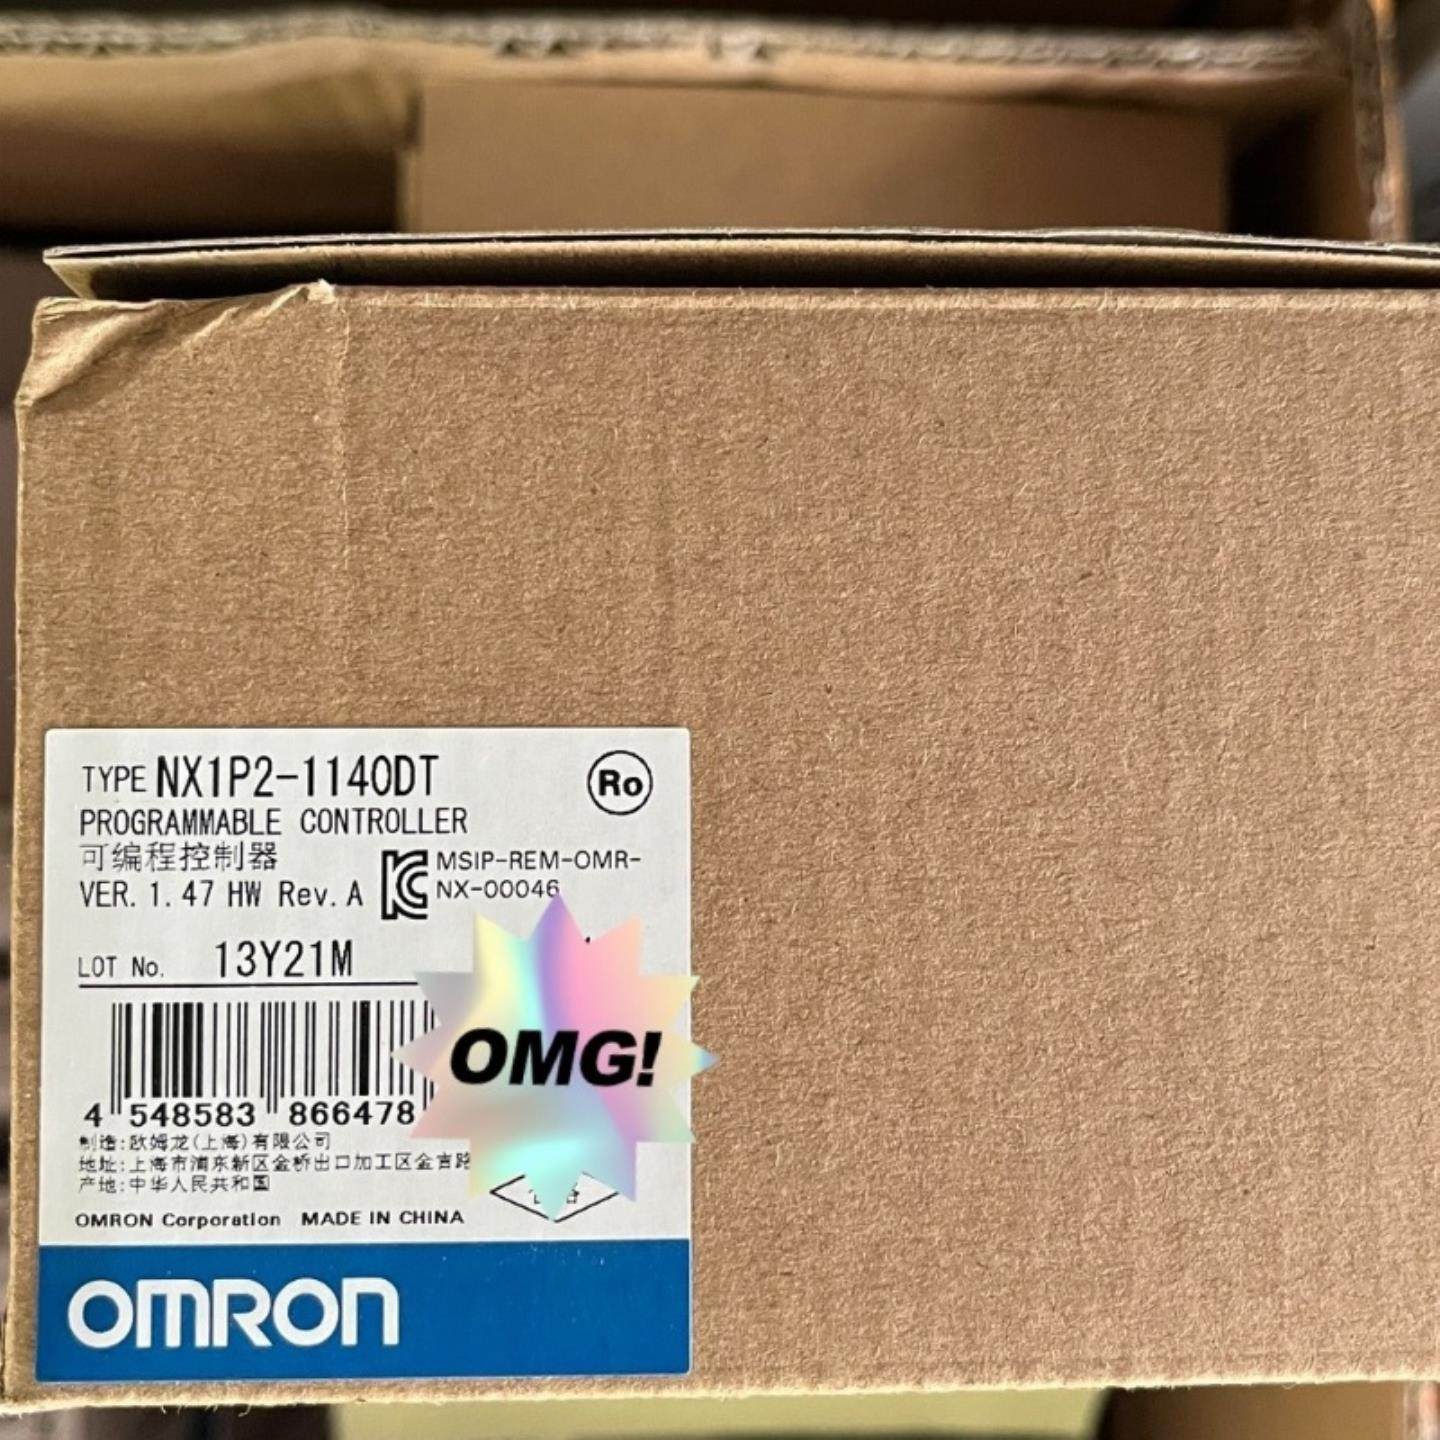 TYPE NX1P2-1140DT
Ro
PROGRAMMABLE CONTROLLER
可编程控制器
MSIP-REM-OMR-
NX-00046
VER. 1.47 HW Rev. A
LOT No. 13Y21M
OMG!
4 548583 866478
制造:欧姆龙(上海)有限公司
地址:上海市浦东新区金桥出口加工区金吉路
产地:中华人民共和国
OMRON Corporation MADE IN CHINA
OMRON